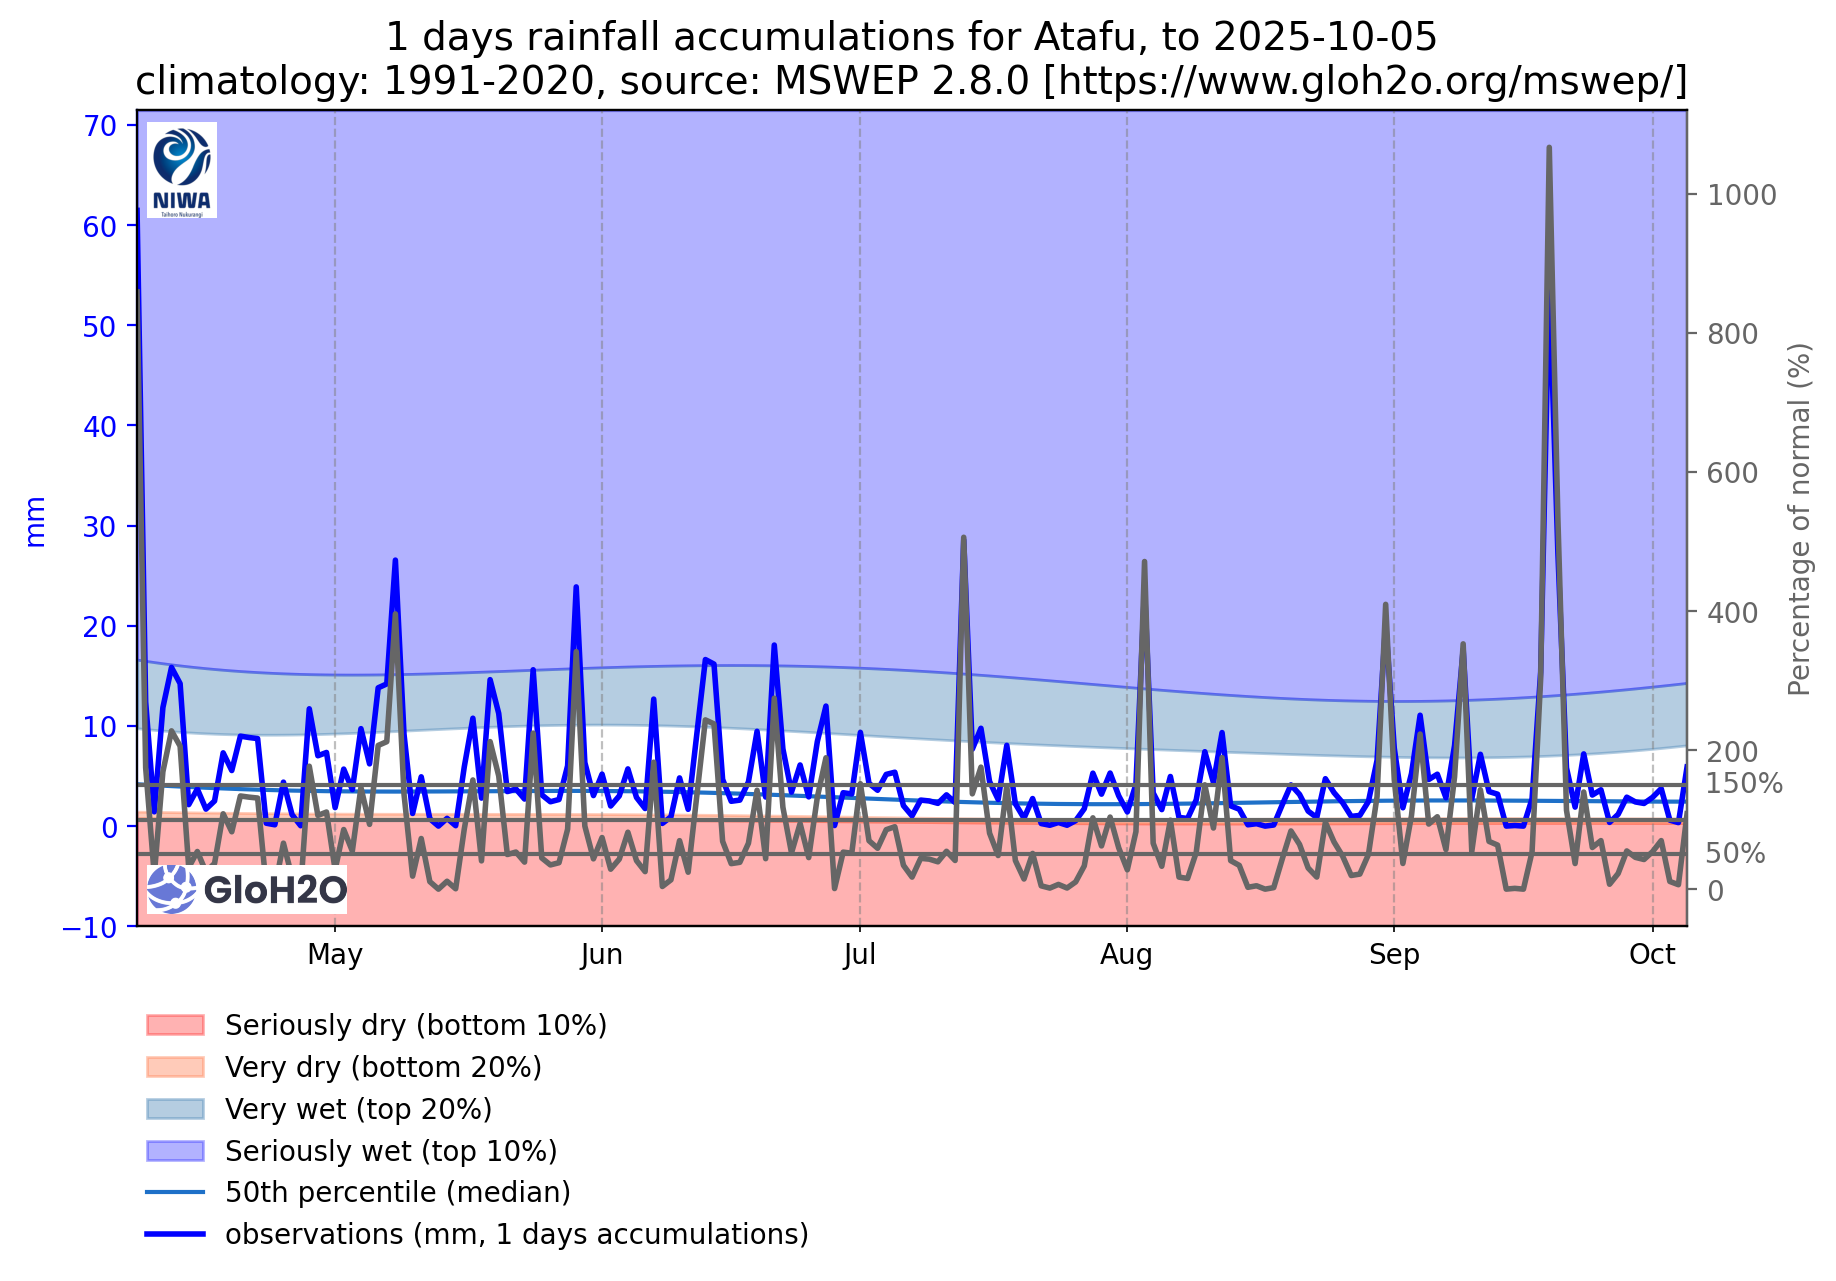 1 days rainfall accumulations for Atafu, to 2025-10-05
climatology: 1991-2020, source: MSWEP 2.8.0 [https://www.gloh2o.org/mswep/]
70
60
50
40
30
20
10
0
−10
mm
NIWA
Taihoro Nukurangi
GloH2O
1000
800
600
400
200
150%
50%
0
Percentage of normal (%)
May
Jun
Jul
Aug
Sep
Oct
Seriously dry (bottom 10%)
Very dry (bottom 20%)
Very wet (top 20%)
Seriously wet (top 10%)
50th percentile (median)
observations (mm, 1 days accumulations)